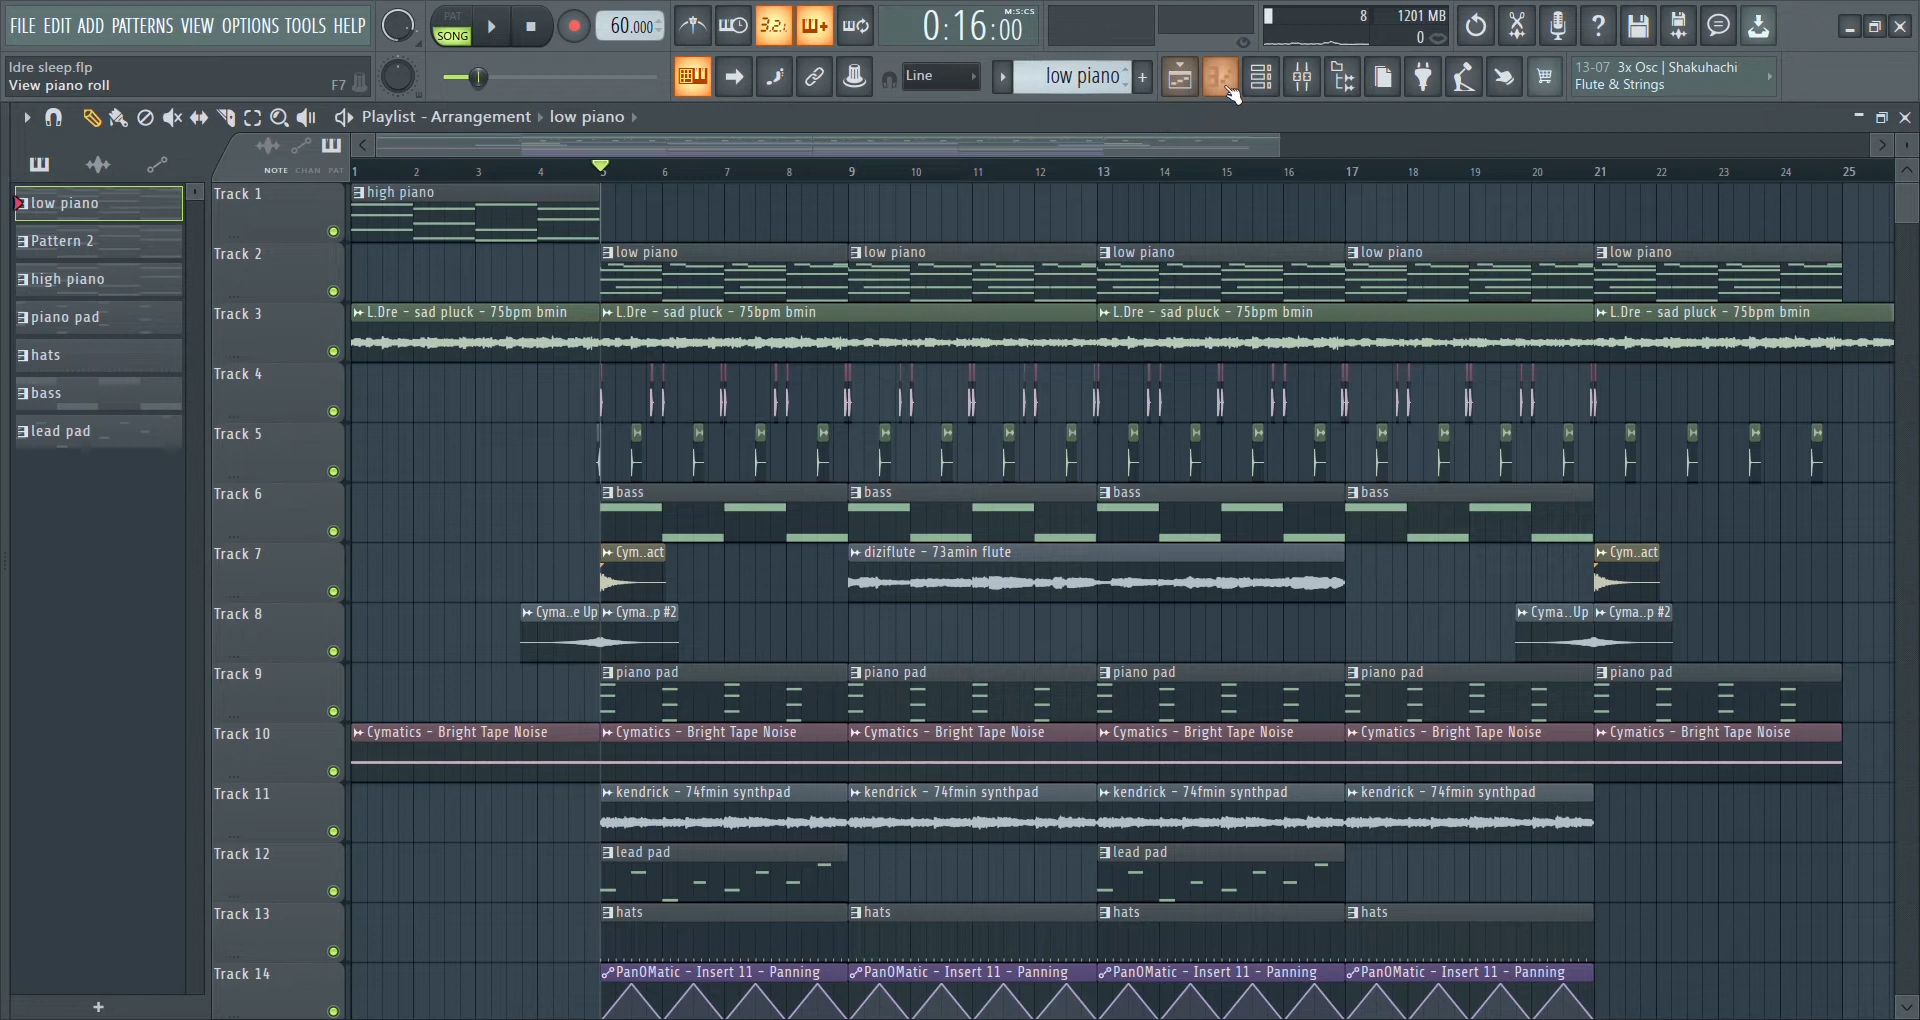 FILE EDIT ADD PATTERNS VIEW OPTIONS TOOLS HELP
PAT
SONG
60.000
3.2.
0:16:00
M:S:CS
8
1201 MB
0
ldre sleep.flp
View piano roll
F7
Line
low piano
+
13-07 3x Osc | Shakuhachi
Flute & Strings
Playlist - Arrangement
low piano
NOTE CHAN PAT
1 2 3 4 5 6 7 8 9 10 11 12 13 14 15 16 17 18 19 20 21 22 23 24 25
low piano
Pattern 2
high piano
piano pad
hats
bass
lead pad
+
Track 1
high piano
Track 2
low piano
low piano
low piano
low piano
low piano
Track 3
L.Dre - sad pluck - 75bpm bmin
L.Dre - sad pluck - 75bpm bmin
L.Dre - sad pluck - 75bpm bmin
L.Dre - sad pluck - 75bpm bmin
Track 4
Track 5
Track 6
bass
bass
bass
bass
Track 7
Cym..act
diziflute - 73amin flute
Cym..act
Track 8
Cyma..e Up
Cyma..p #2
Cyma..Up
Cyma..p #2
Track 9
piano pad
piano pad
piano pad
piano pad
piano pad
Track 10
Cymatics - Bright Tape Noise
Cymatics - Bright Tape Noise
Cymatics - Bright Tape Noise
Cymatics - Bright Tape Noise
Cymatics - Bright Tape Noise
Cymatics - Bright Tape Noise
Track 11
kendrick - 74fmin synthpad
kendrick - 74fmin synthpad
kendrick - 74fmin synthpad
kendrick - 74fmin synthpad
Track 12
lead pad
lead pad
Track 13
hats
hats
hats
hats
Track 14
PanOMatic - Insert 11 - Panning
PanOMatic - Insert 11 - Panning
PanOMatic - Insert 11 - Panning
PanOMatic - Insert 11 - Panning